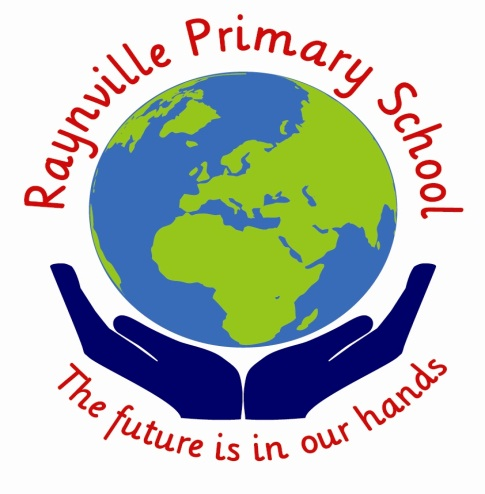 Raynville Primary School
The future is in our hands